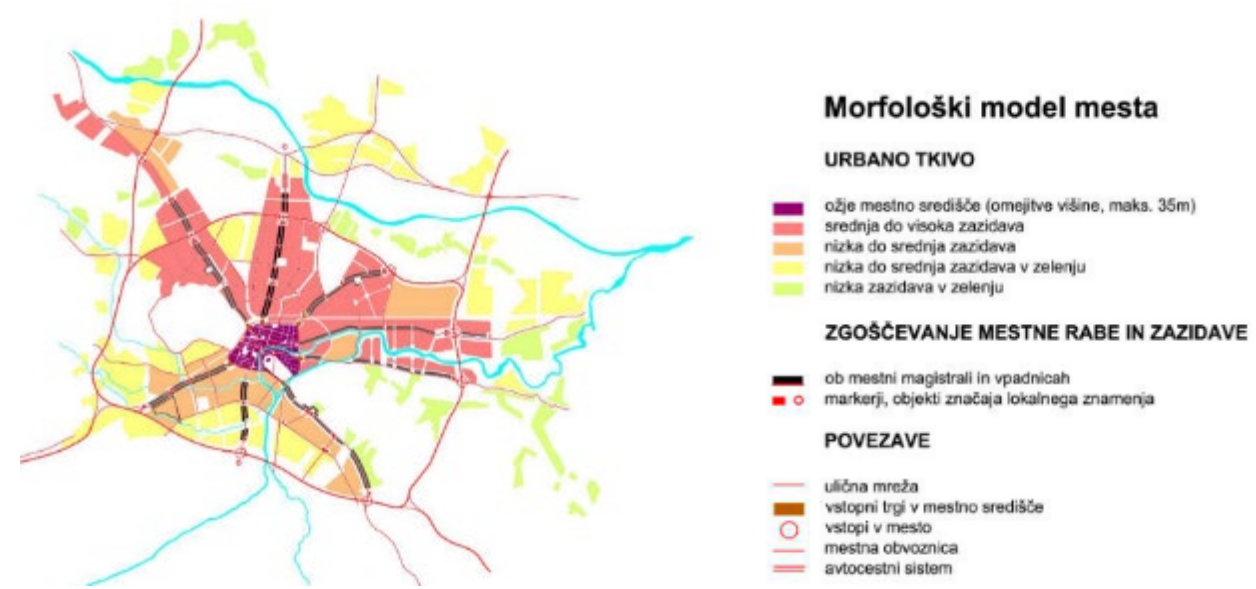 Morfološki model mesta
URBANO TKIVO
ožje mestno središče (omejitve višine, maks. 35m)
srednja do visoka zazidava
nizka do srednja zazidava
nizka do srednja zazidava v zelenju
nizka zazidava v zelenju
ZGOŠČEVANJE MESTNE RABE IN ZAZIDAVE
ob mestni magistrali in vpadnicah
markerji, objekti značaja lokalnega znamenja
POVEZAVE
ulična mreža
vstopni trgi v mestno središče
vstopi v mesto
mestna obvoznica
avtocestni sistem